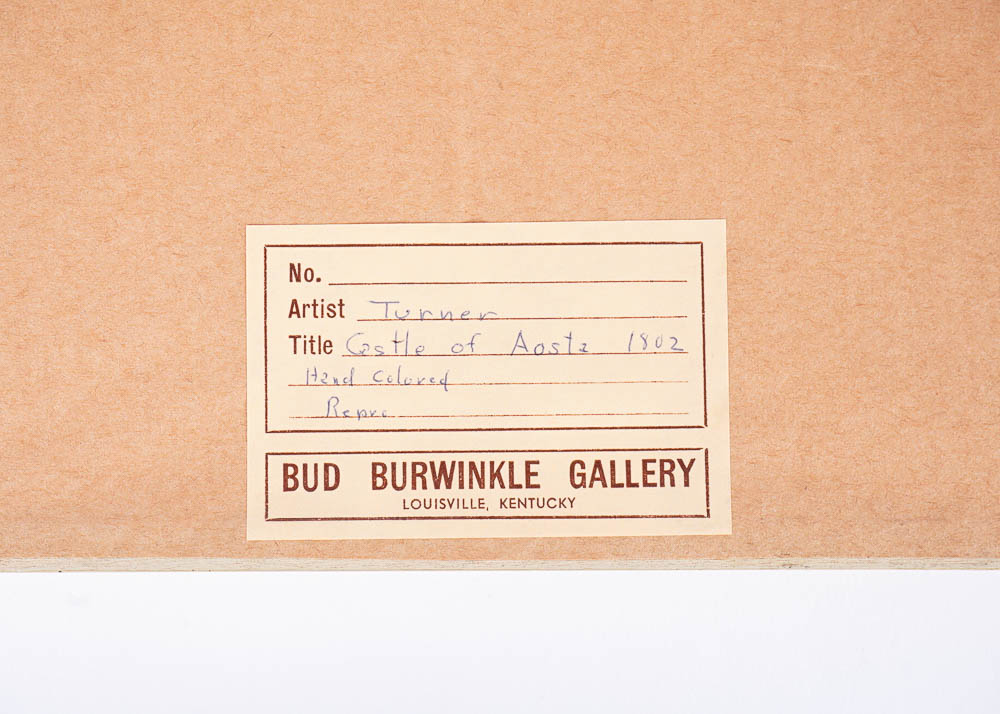 No.
Artist Turner
Title Castle of Aosta 1802
Hand Colored
Repro
BUD BURWINKLE GALLERY
LOUISVILLE, KENTUCKY